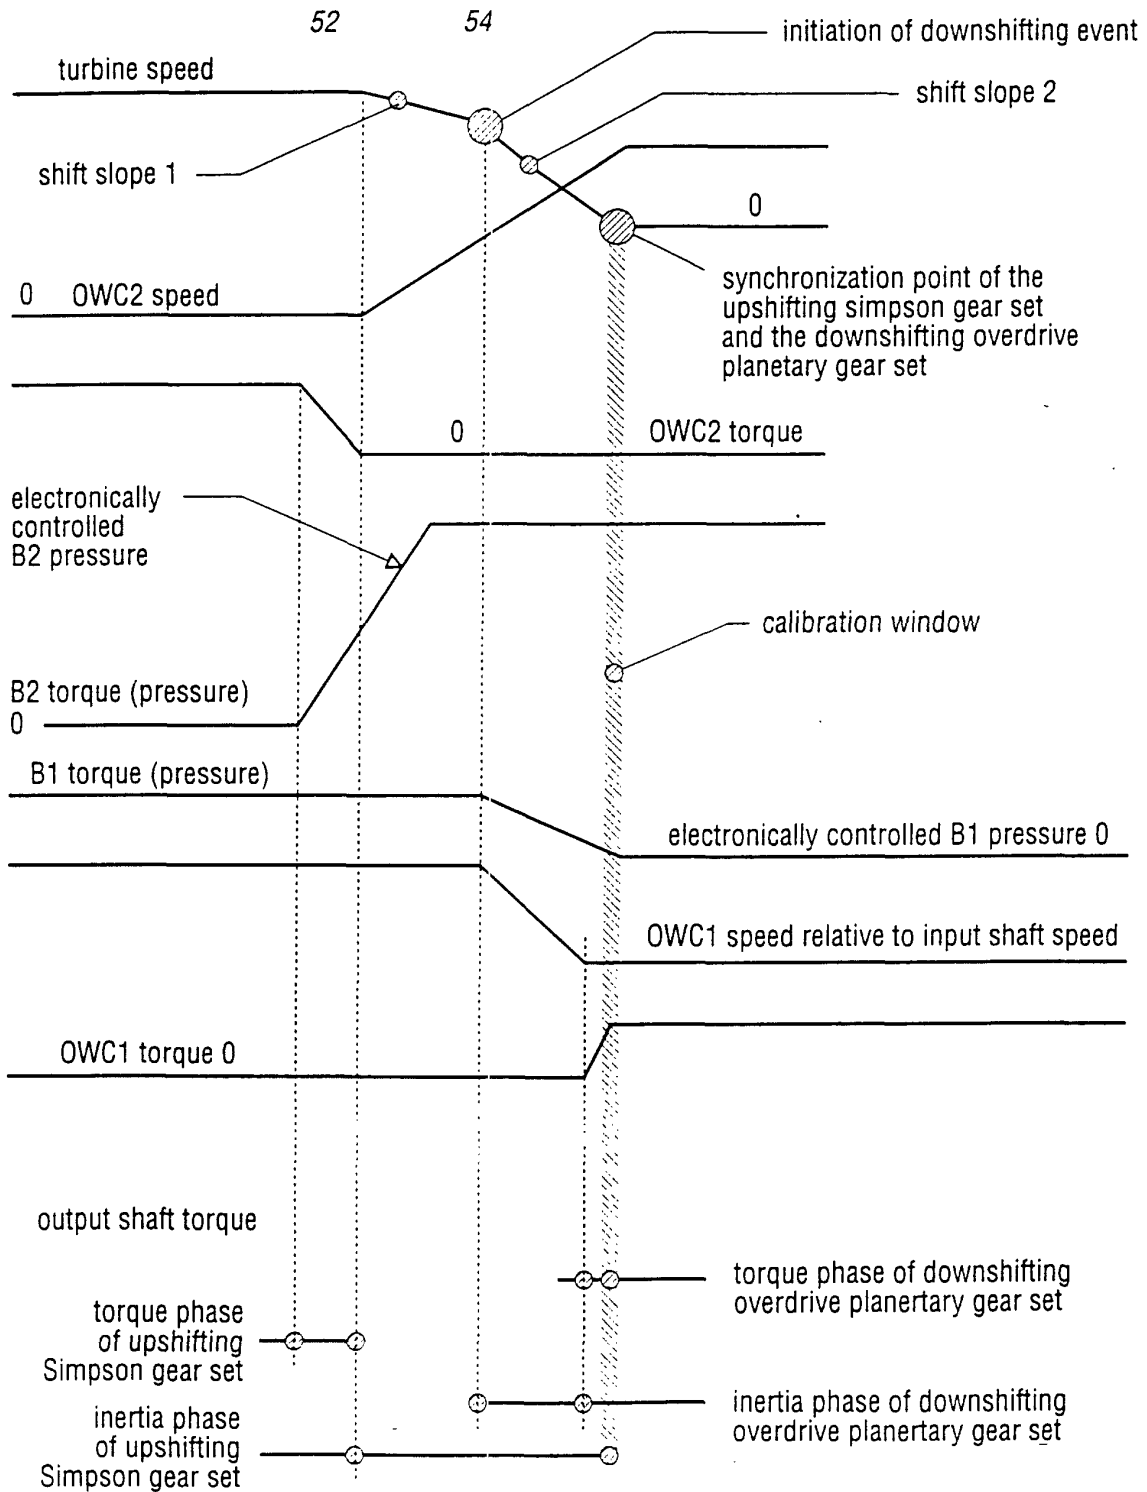 52
54
initiation of downshifting event
turbine speed
shift slope 2
shift slope 1
0
0
OWC2 speed
synchronization point of the
upshifting simpson gear set
and the downshifting overdrive
planetary gear set
0
OWC2 torque
electronically
controlled
B2 pressure
calibration window
B2 torque (pressure)
0
B1 torque (pressure)
electronically controlled B1 pressure 0
OWC1 speed relative to input shaft speed
OWC1 torque 0
output shaft torque
torque phase of downshifting
overdrive planertary gear set
torque phase
of upshifting
Simpson gear set
inertia phase of downshifting
overdrive planertary gear set
inertia phase
of upshifting
Simpson gear set